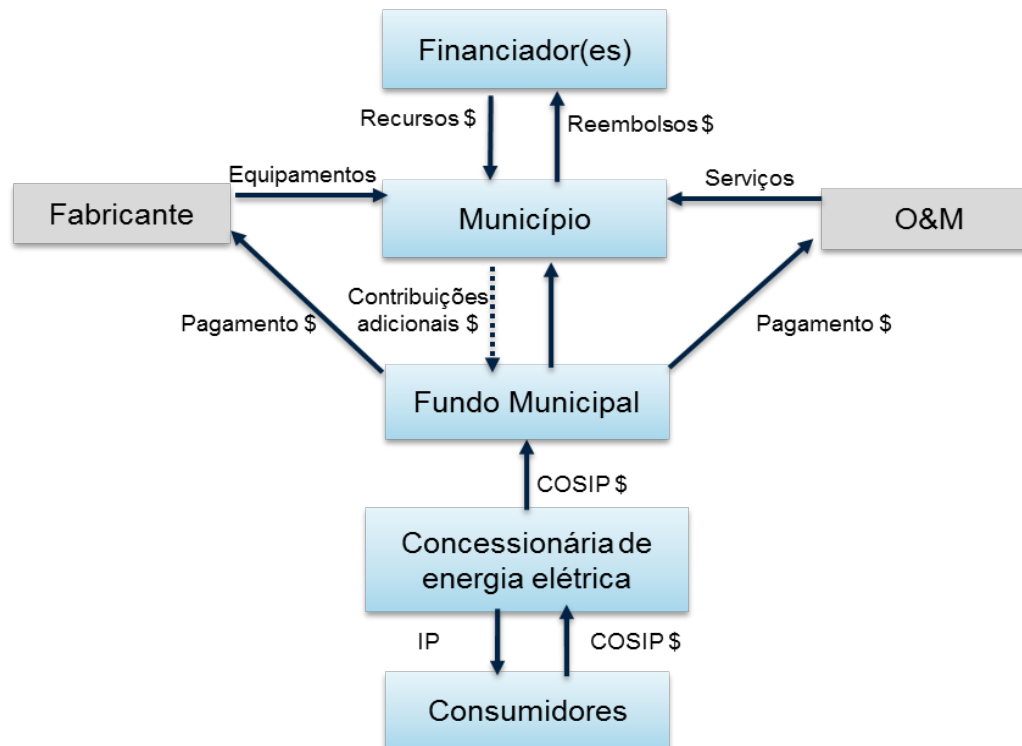 Financiador(es)
Recursos $
Reembolsos $
Equipamentos
Serviços
Fabricante
Município
O&M
Contribuições
adicionais $
Pagamento $
Pagamento $
Fundo Municipal
COSIP $
Concessionária de
energia elétrica
IP
COSIP $
Consumidores